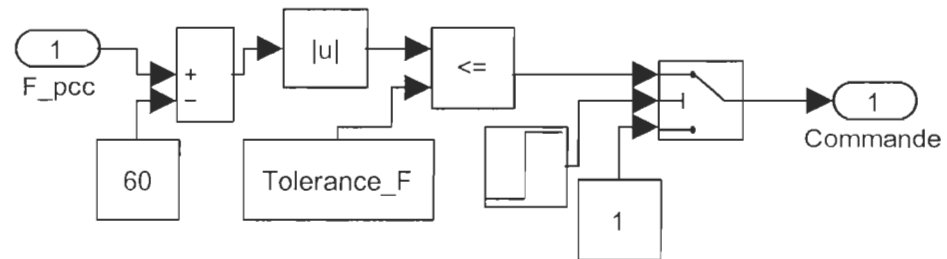 1
F_pcc
+
−
60
|u|
Tolerance_F
<=
1
1
Commande